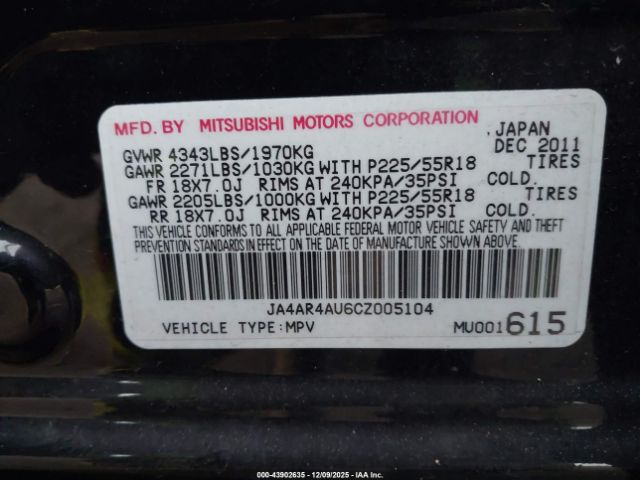 MFD. BY MITSUBISHI MOTORS CORPORATION , JAPAN
GVWR 4343LBS/1970KG DEC 2011
GAWR 2271LBS/1030KG WITH P225/55R18 TIRES
FR 18X7.0J RIMS AT 240KPA/35PSI COLD.
GAWR 2205LBS/1000KG WITH P225/55R18 TIRES
RR 18X7.0J RIMS AT 240KPA/35PSI COLD.
THIS VEHICLE CONFORMS TO ALL APPLICABLE FEDERAL MOTOR VEHICLE SAFETY AND THEFT
PREVENTION STANDARDS IN EFFECT ON THE DATE OF MANUFACTURE SHOWN ABOVE.
JA4AR4AU6CZ005104
VEHICLE TYPE:MPV MU001615
000-43902635 - 12/09/2025 - IAAI.COM